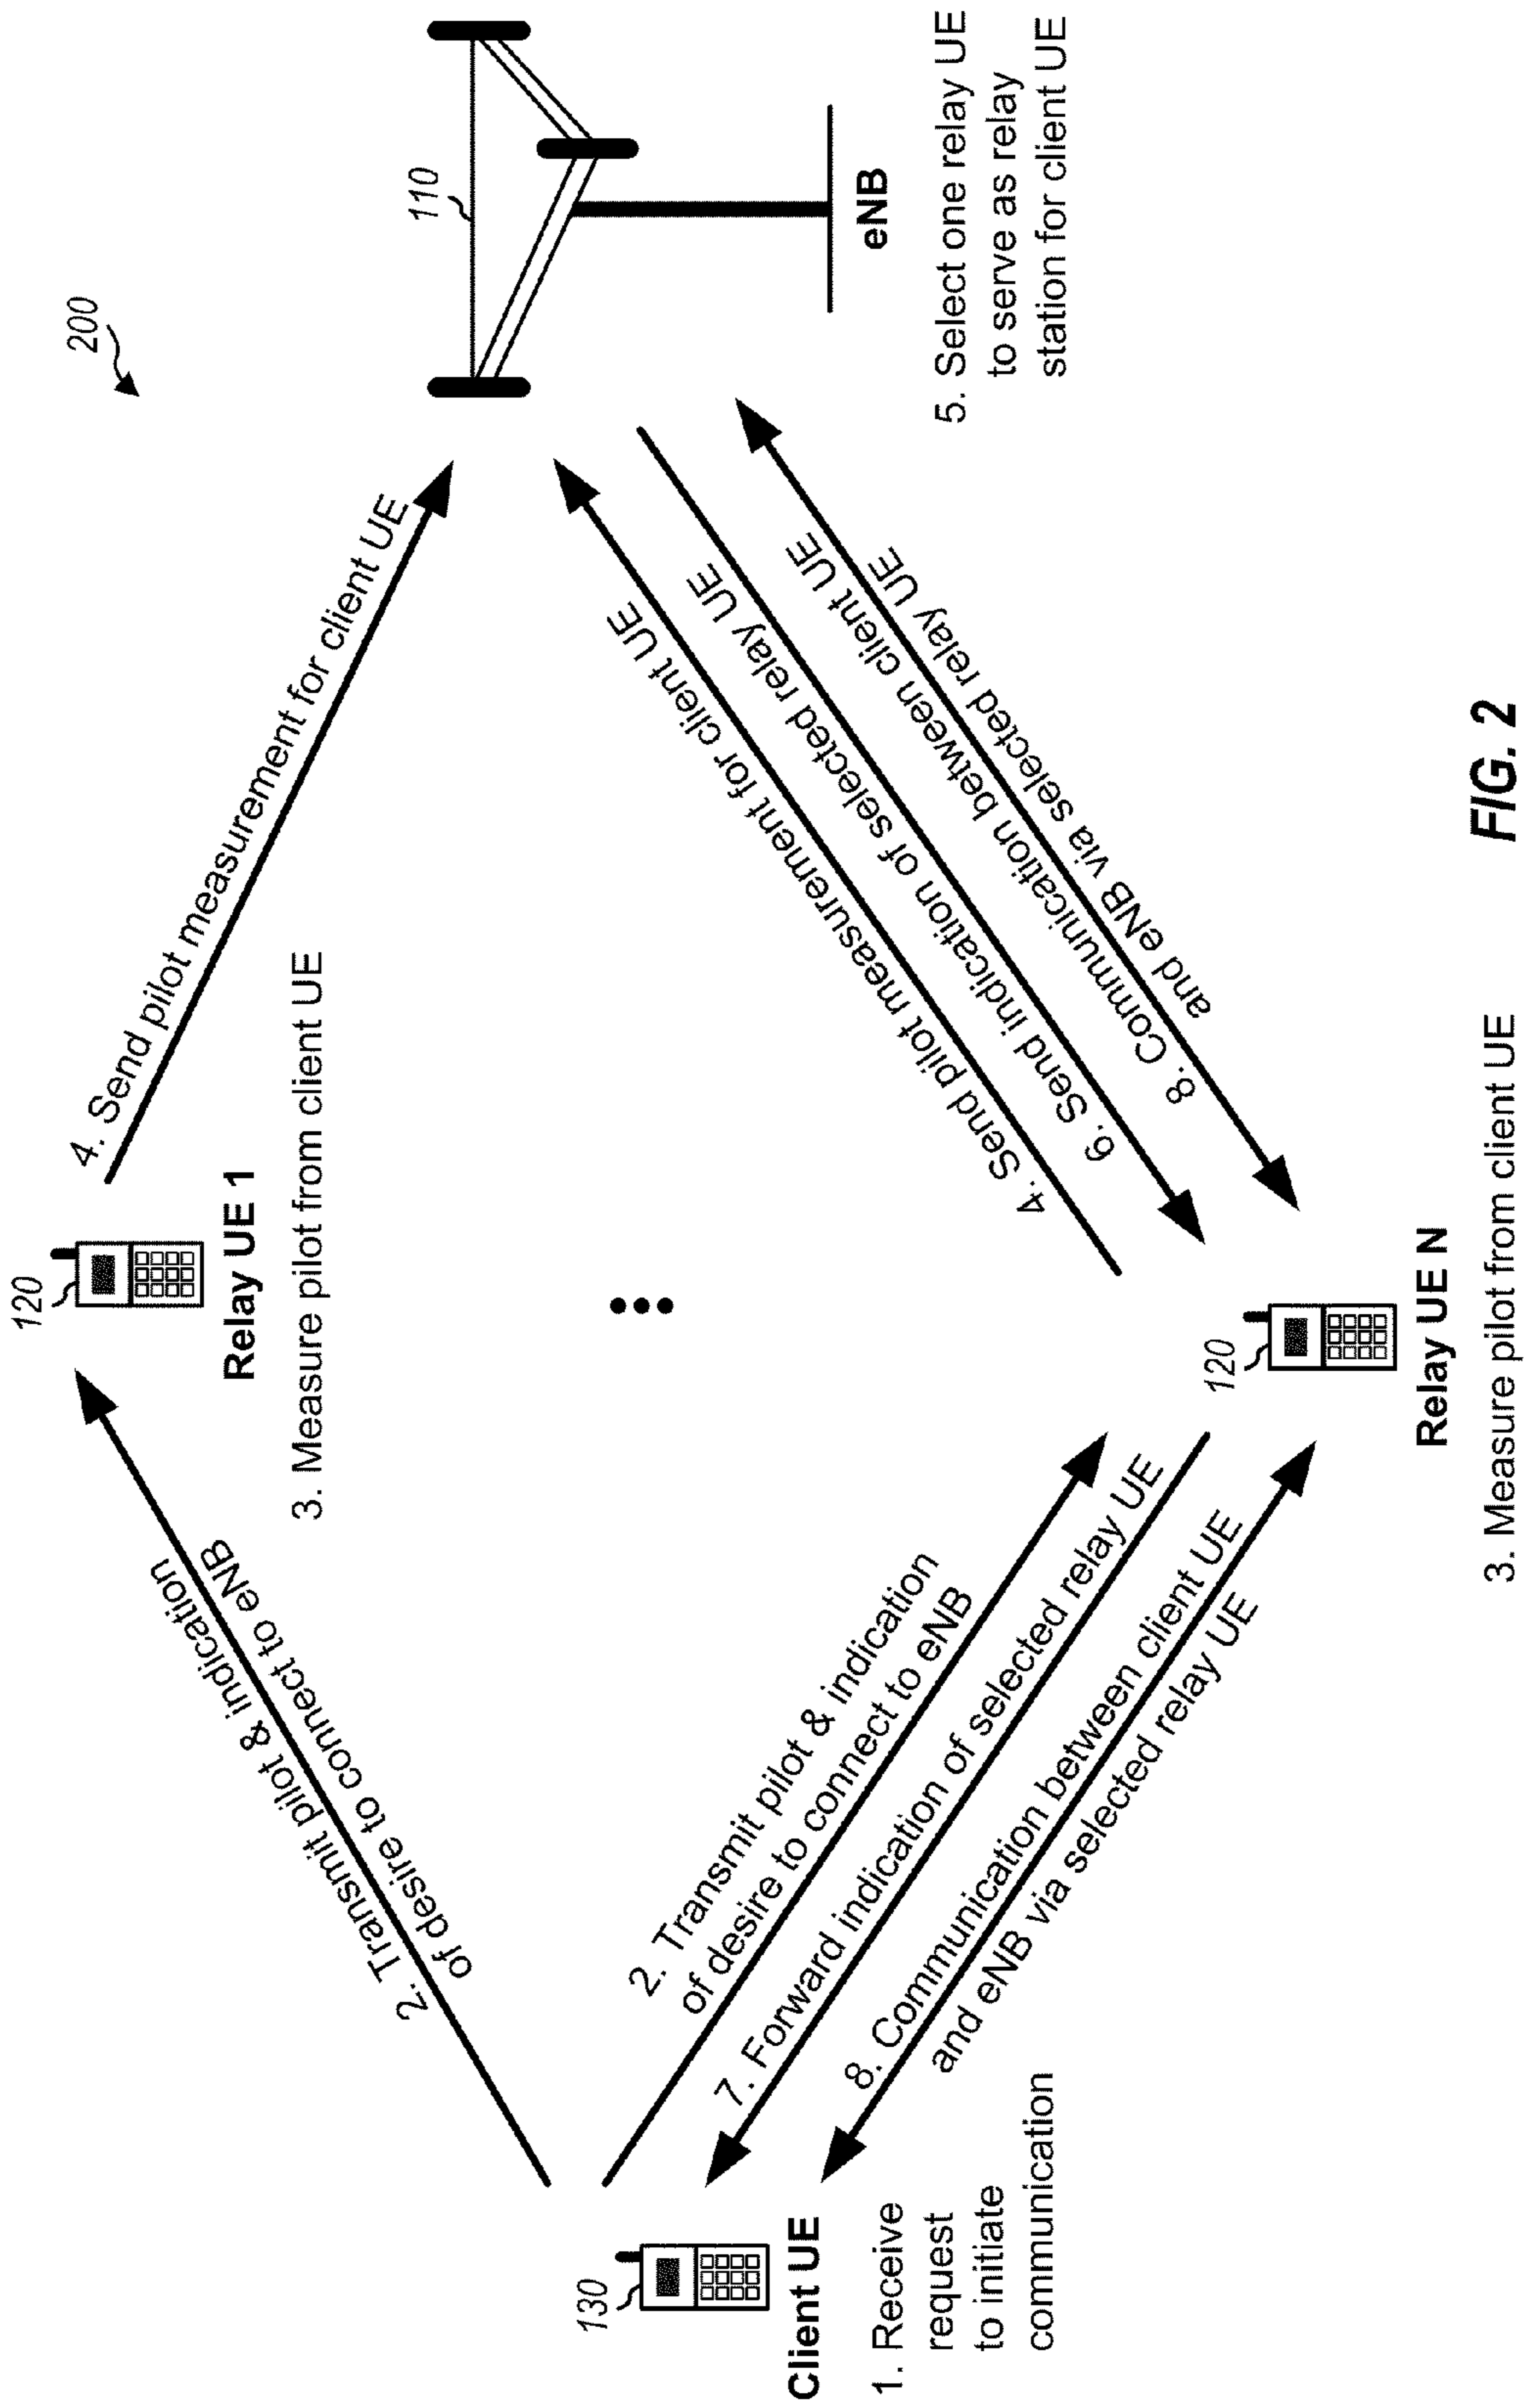 200
120
Relay UE 1
3. Measure pilot from client UE
2. Transmit pilot & indication
of desire to connect to eNB
4. Send pilot measurement for client UE
130
Client UE
1. Receive
request
to initiate
communication
2. Transmit pilot & indication
of desire to connect to eNB
7. Forward indication of selected relay UE
8. Communication between client UE
and eNB via selected relay UE
110
eNB
5. Select one relay UE
to serve as relay
station for client UE
4. Send pilot measurement for client UE
6. Send indication of selected relay UE
8. Communication between client UE
and eNB via selected relay UE
120
Relay UE N
3. Measure pilot from client UE
FIG. 2